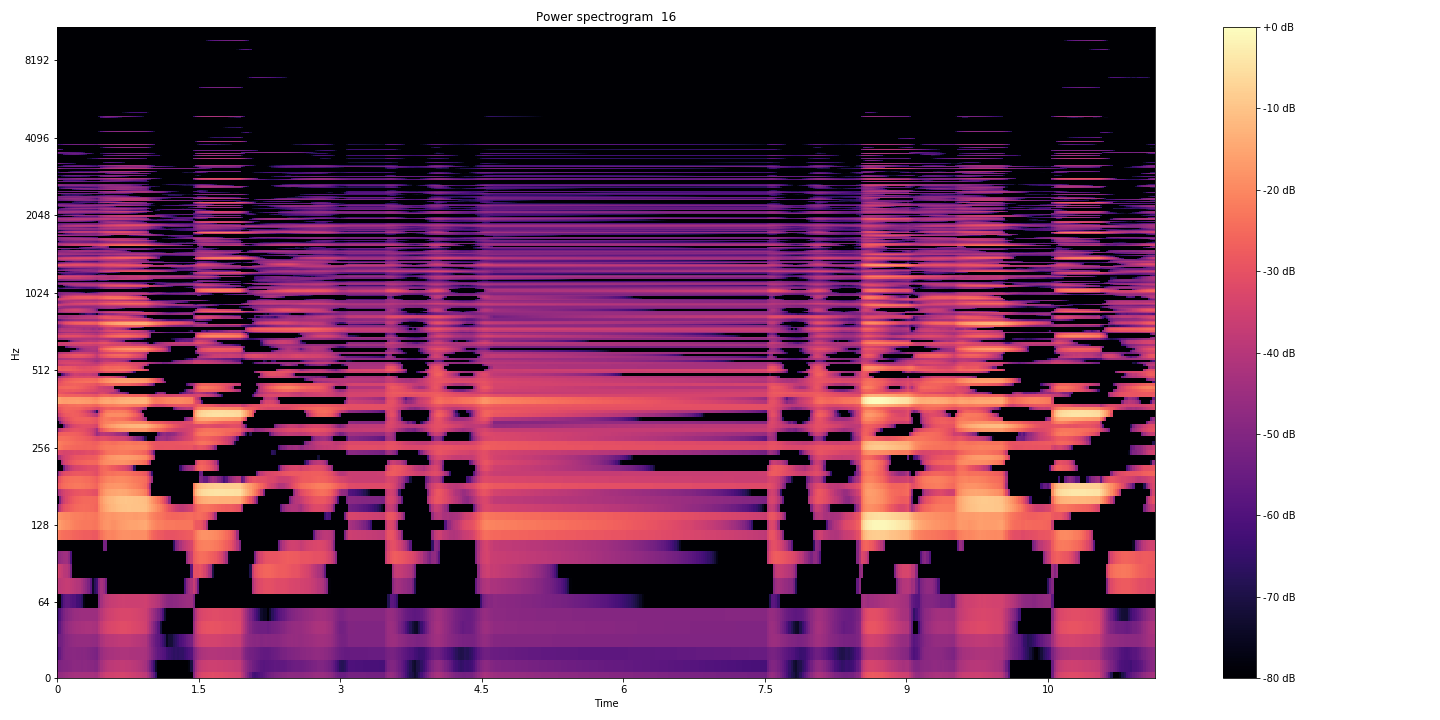 Power spectrogram  16
Hz
8192
4096
2048
1024
512
256
128
64
0
0 1.5 3 4.5 6 7.5 9 10
Time
+0 dB
-10 dB
-20 dB
-30 dB
-40 dB
-50 dB
-60 dB
-70 dB
-80 dB